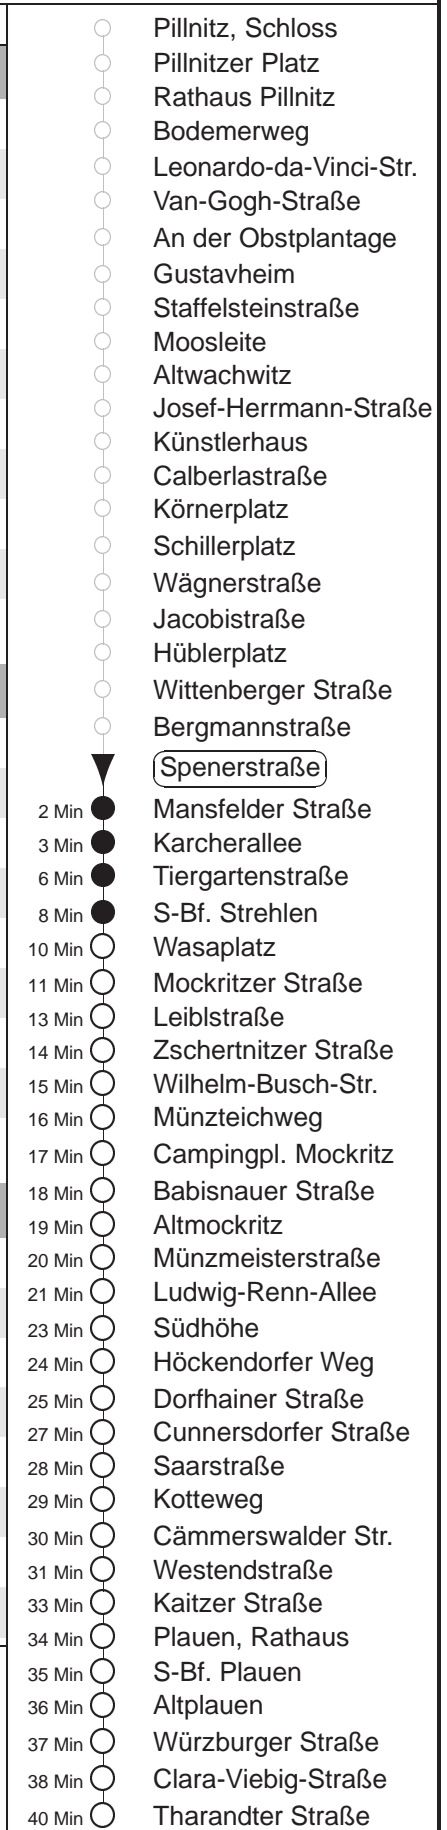 Pillnitz, Schloss
Pillnitzer Platz
Rathaus Pillnitz
Bodemerweg
Leonardo-da-Vinci-Str.
Van-Gogh-Straße
An der Obstplantage
Gustavheim
Staffelsteinstraße
Moosleite
Altwachwitz
Josef-Herrmann-Straße
Künstlerhaus
Calberlastraße
Körnerplatz
Schillerplatz
Wägnerstraße
Jacobistraße
Hüblerplatz
Wittenberger Straße
Bergmannstraße
Spenerstraße
2 Min Mansfelder Straße
3 Min Karcherallee
6 Min Tiergartenstraße
8 Min S-Bf. Strehlen
10 Min Wasaplatz
11 Min Mockritzer Straße
13 Min Leiblstraße
14 Min Zschertnitzer Straße
15 Min Wilhelm-Busch-Str.
16 Min Münzteichweg
17 Min Campingpl. Mockritz
18 Min Babisnauer Straße
19 Min Altmockritz
20 Min Münzmeisterstraße
21 Min Ludwig-Renn-Allee
23 Min Südhöhe
24 Min Höckendorfer Weg
25 Min Dorfhainer Straße
27 Min Cunnersdorfer Straße
28 Min Saarstraße
29 Min Kotteweg
30 Min Cämmerswalder Str.
31 Min Westendstraße
33 Min Kaitzer Straße
34 Min Plauen, Rathaus
35 Min S-Bf. Plauen
36 Min Altplauen
37 Min Würzburger Straße
38 Min Clara-Viebig-Straße
40 Min Tharandter Straße